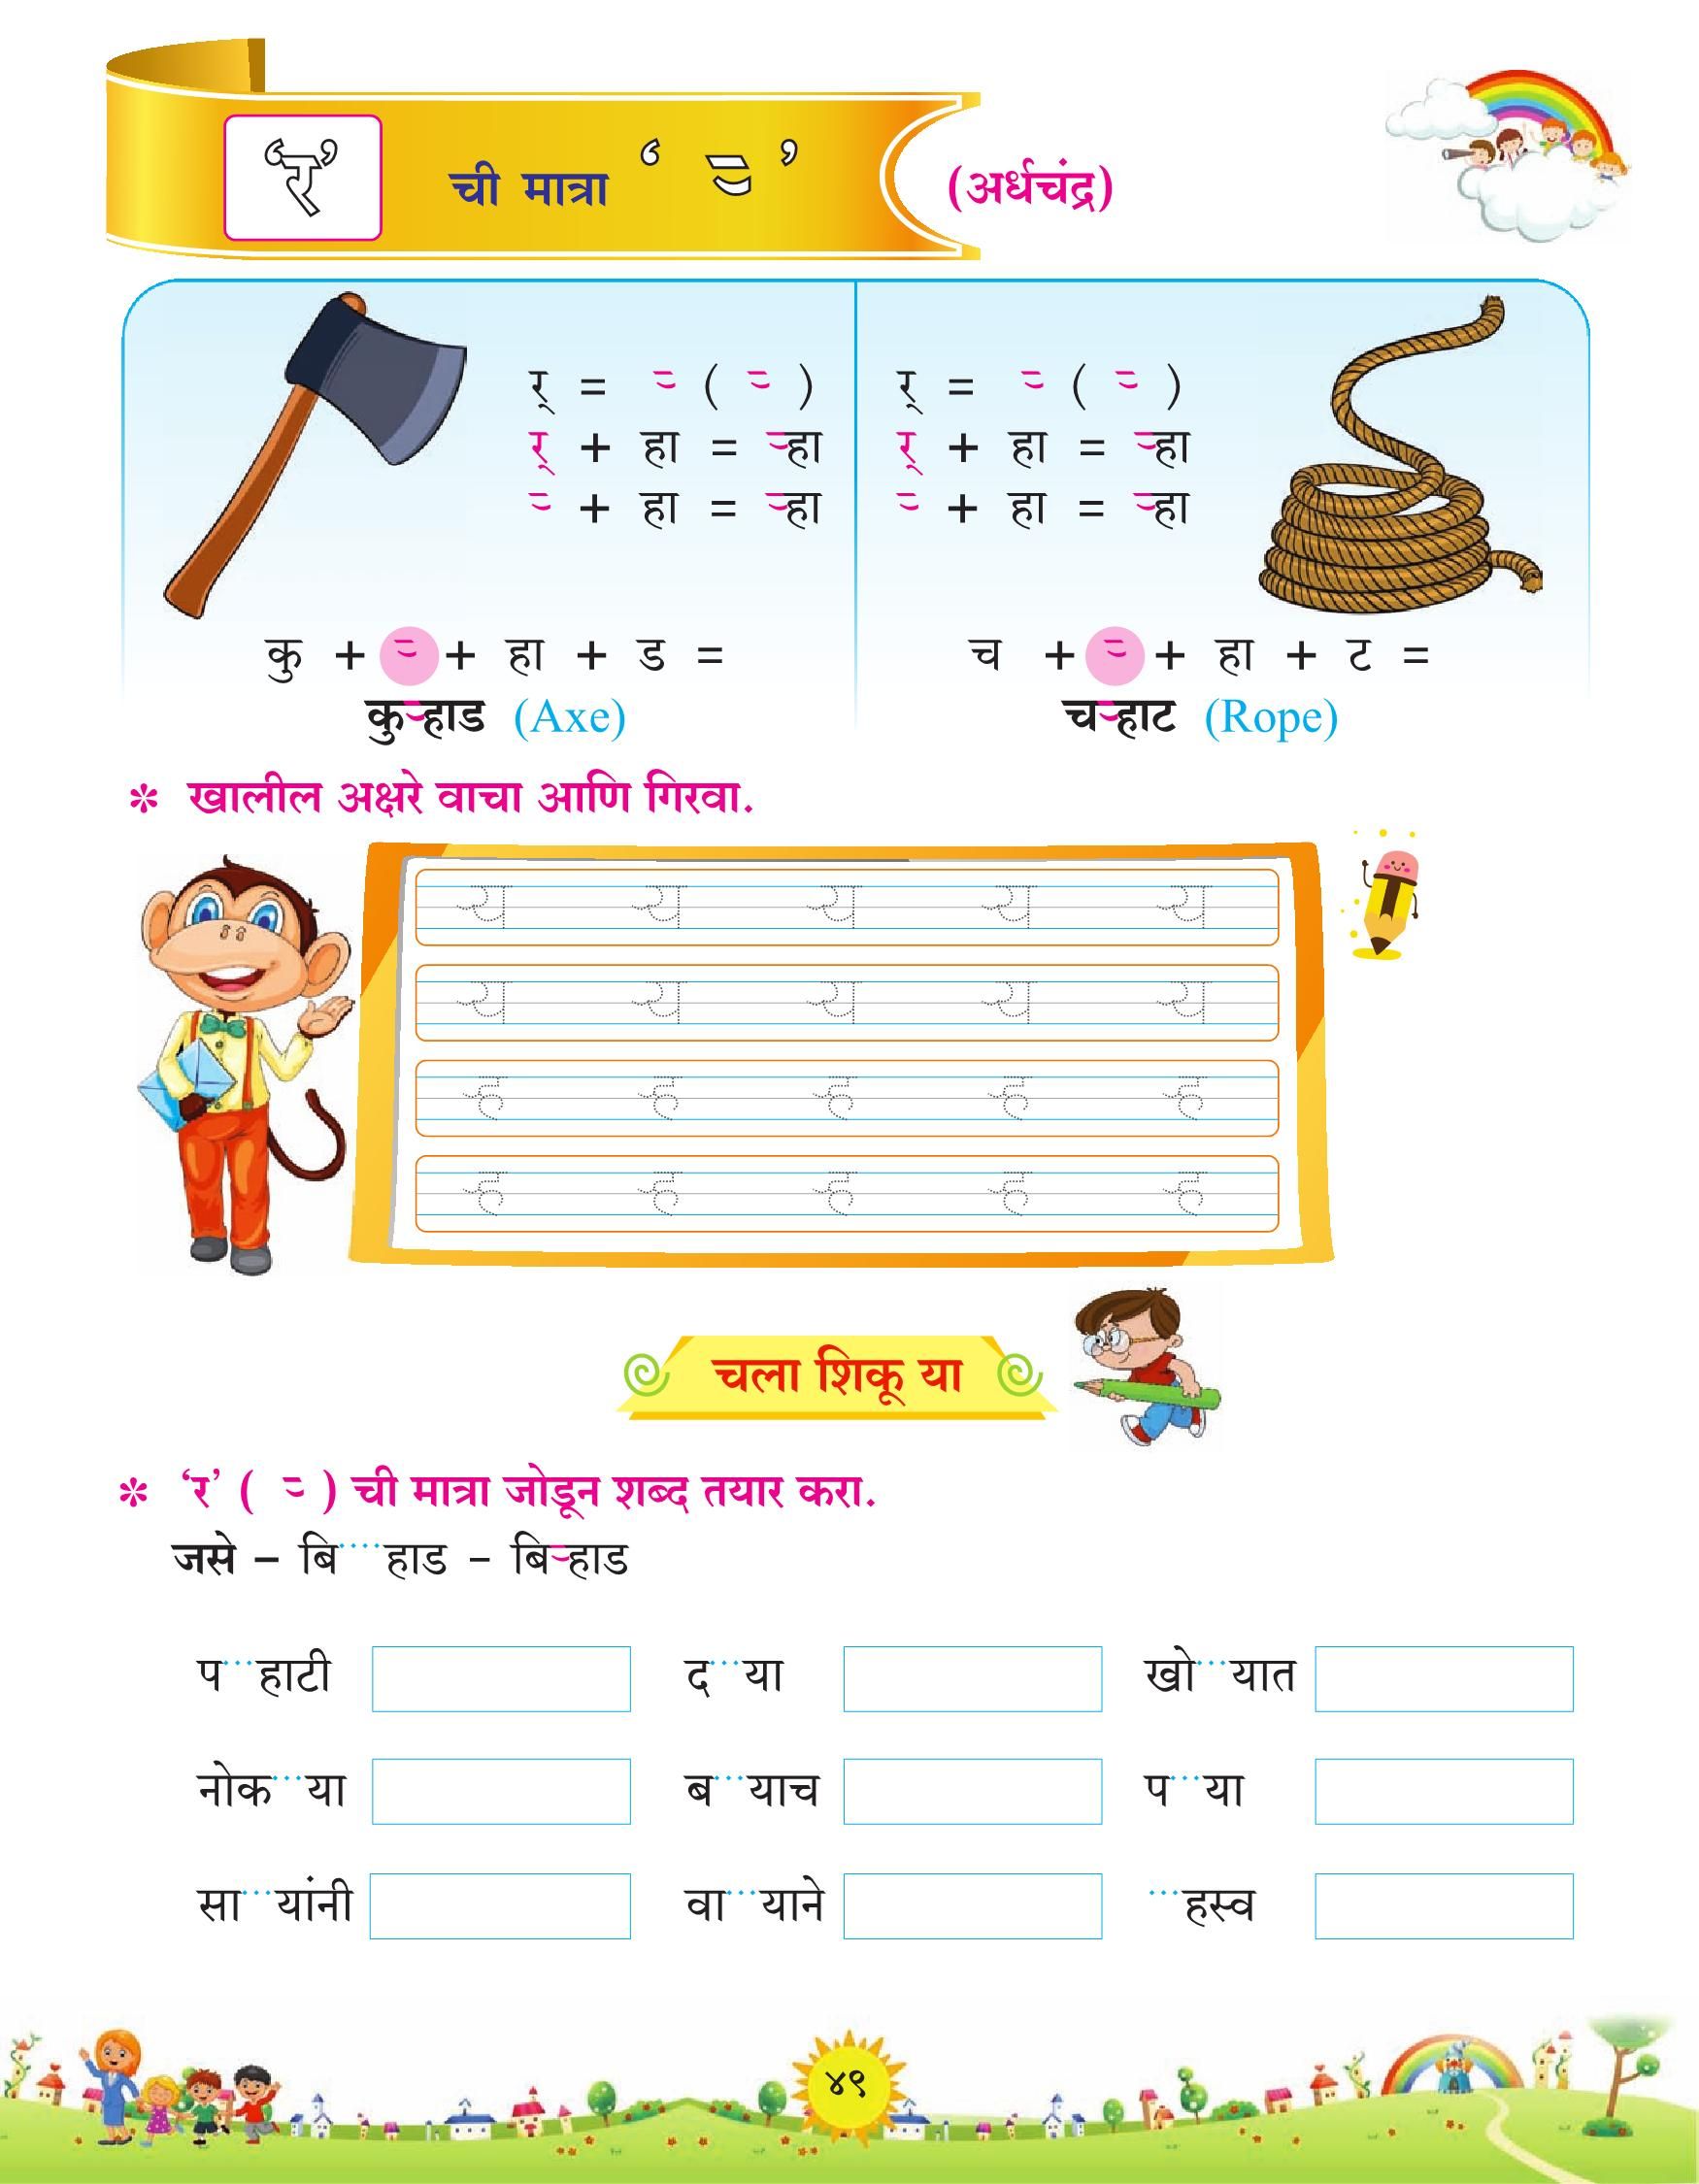 ‘र’ ची मात्रा ‘ ऱ्‍ ’ (अर्धचंद्र)
र् = ऱ्‍ ( ऱ्‍ )
र् + हा = ऱ्हा
ऱ्‍ + हा = ऱ्हा
कु + ऱ्‍ + हा + ड =
कुऱ्हाड (Axe)
र् = ऱ्‍ ( ऱ्‍ )
र् + हा = ऱ्हा
ऱ्‍ + हा = ऱ्हा
च + ऱ्‍ + हा + ट =
चऱ्हाट (Rope)
* खालील अक्षरे वाचा आणि गिरवा.
ऱ्य ऱ्य ऱ्य ऱ्य ऱ्य
ऱ्य ऱ्य ऱ्य ऱ्य ऱ्य
ऱ्ह ऱ्ह ऱ्ह ऱ्ह ऱ्ह
ऱ्ह ऱ्ह ऱ्ह ऱ्ह ऱ्ह
चला शिकू या
* ‘र’ ( ऱ्‍ ) ची मात्रा जोडून शब्द तयार करा.
जसे – बि....हाड – बिऱ्हाड
प...हाटी द...या खो...यात
नोक...या ब...याच प...या
सा...यांनी वा...याने ...हस्व
४९